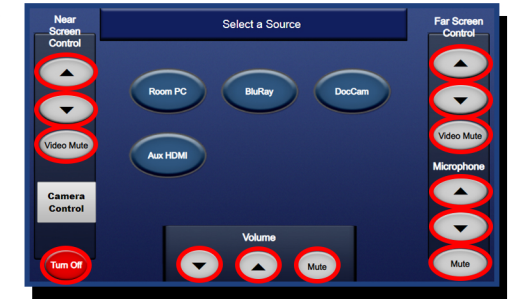 Near
Screen
Control
Select a Source
Far Screen
Control
Room PC
BluRay
DocCam
Video Mute
Video Mute
Aux HDMI
Microphone
Camera
Control
Volume
Turn Off
Mute
Mute